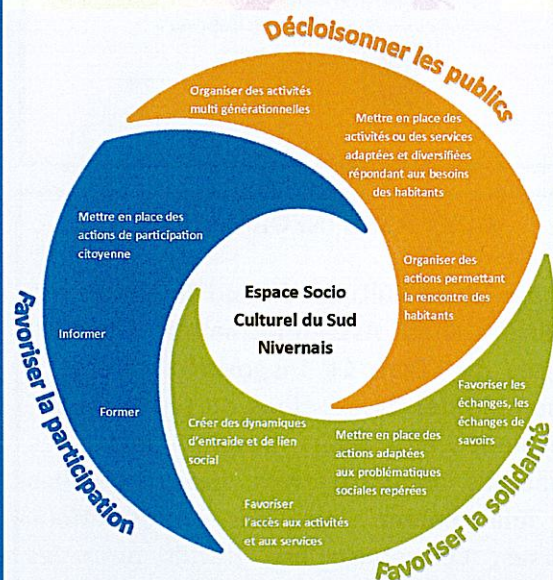 Décloisonner les publics
Organiser des activités
multi générationnelles
Mettre en place des
activités ou des services
adaptées et diversifiées
répondant aux besoins
des habitants
Organiser des
actions permettant
la rencontre des
habitants
Mettre en place des
actions de participation
citoyenne
Informer
Former
Favoriser la participation
Espace Socio
Culturel du Sud
Nivernais
Favoriser les
échanges, les
échanges de
savoirs
Mettre en place des
actions adaptées
aux problématiques
sociales repérées
Créer des dynamiques
d'entraide et de lien
social
Favoriser
l'accès aux activités
et aux services
Favoriser la solidarité